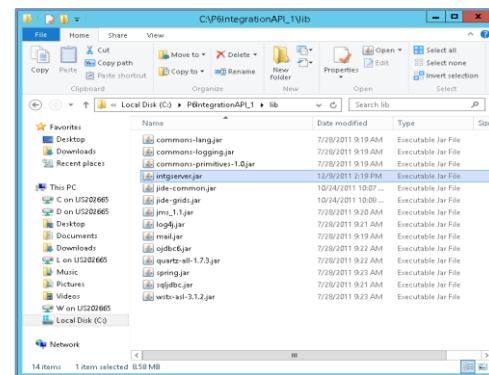 C:\P6IntegrationAPI_1\lib
File Home Share View
Copy
Paste
Cut
Copy path
Paste shortcut
Clipboard
Move to
Copy to
Delete
Rename
Organize
New folder
New
Properties
Open
Edit
Open
Select all
Select none
Invert selection
Select
« Local Disk (C:) ▸ P6IntegrationAPI_1 ▸ lib
Search lib
Favorites
Desktop
Downloads
Recent places
This PC
C on US202665
D on US202665
Desktop
Documents
Downloads
L on US202665
Music
Pictures
Videos
W on US202665
Local Disk (C:)
Network
Name Date modified Type Size
commons-lang.jar 7/28/2011 9:19 AM Executable Jar File
commons-logging.jar 7/28/2011 9:19 AM Executable Jar File
commons-primitives-1.0.jar 7/28/2011 9:19 AM Executable Jar File
intgserver.jar 12/9/2011 2:19 PM Executable Jar File
jide-common.jar 10/24/2011 10:07 ... Executable Jar File
jide-grids.jar 10/24/2011 10:08 ... Executable Jar File
jms_1.1.jar 7/28/2011 9:20 AM Executable Jar File
log4j.jar 7/28/2011 9:21 AM Executable Jar File
mail.jar 7/28/2011 9:19 AM Executable Jar File
ojdbc6.jar 7/28/2011 9:22 AM Executable Jar File
quartz-all-1.7.3.jar 7/28/2011 9:22 AM Executable Jar File
spring.jar 7/28/2011 9:23 AM Executable Jar File
sqljdbc.jar 7/28/2011 9:21 AM Executable Jar File
wstx-asl-3.1.2.jar 7/28/2011 9:23 AM Executable Jar File
14 items 1 item selected 8.58 MB